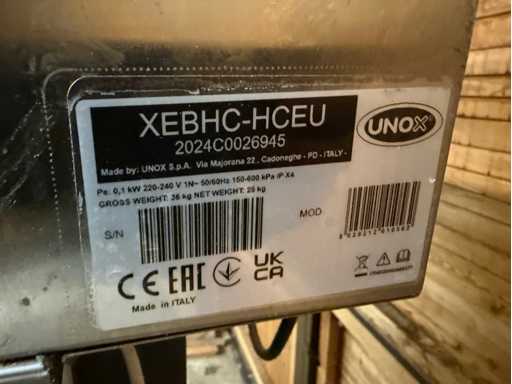 XEBHC-HCEU
2024C0026945
UNOX
Made by: UNOX S.p.A. Via Majorana 22 , Cadoneghe - PD - ITALY -
Pe: 0,1 kW 220-240 V 1N~ 50/60Hz 150-600 kPa IP X4
GROSS WEIGHT: 36 kg NET WEIGHT: 25 kg
S/N
MOD
CE EAC UK
CA
Made in ITALY